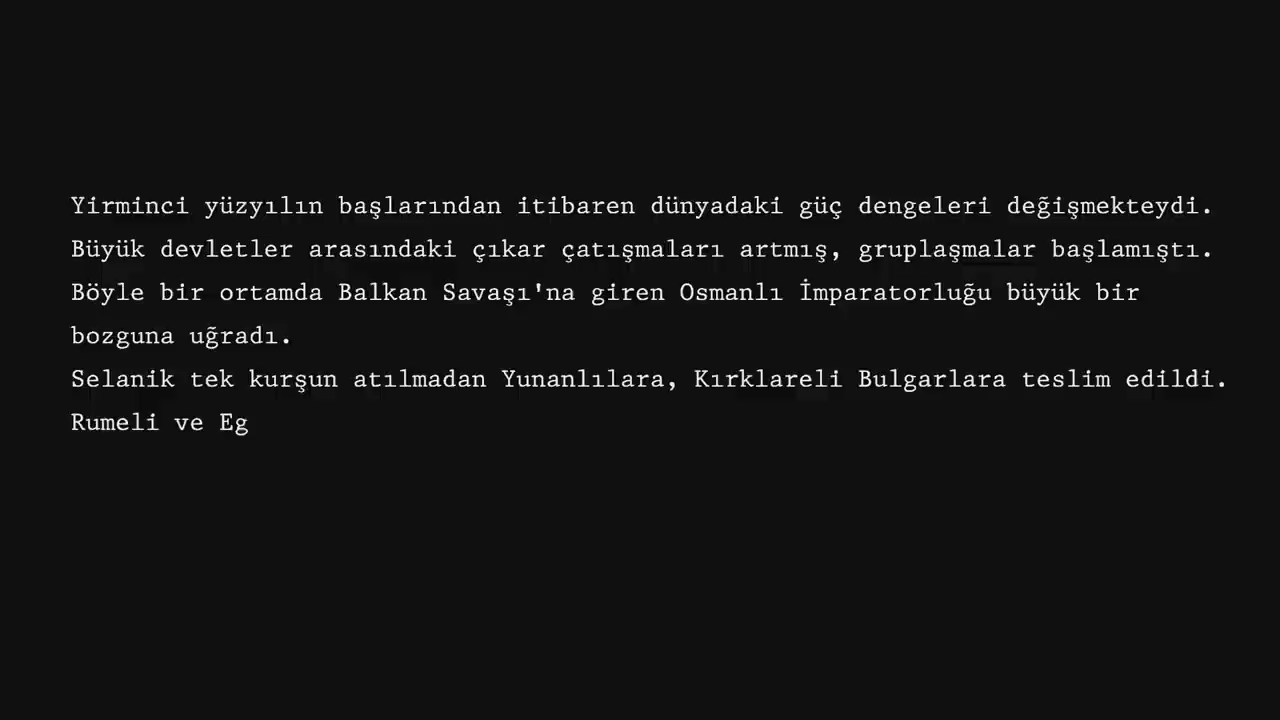 Yirminci yüzyılın başlarından itibaren dünyadaki güç dengeleri değişmekteydi.
Büyük devletler arasındaki çıkar çatışmaları artmış, gruplaşmalar başlamıştı.
Böyle bir ortamda Balkan Savaşı'na giren Osmanlı İmparatorluğu büyük bir
bozguna uğradı.
Selanik tek kurşun atılmadan Yunanlılara, Kırklareli Bulgarlara teslim edildi.
Rumeli ve Eg